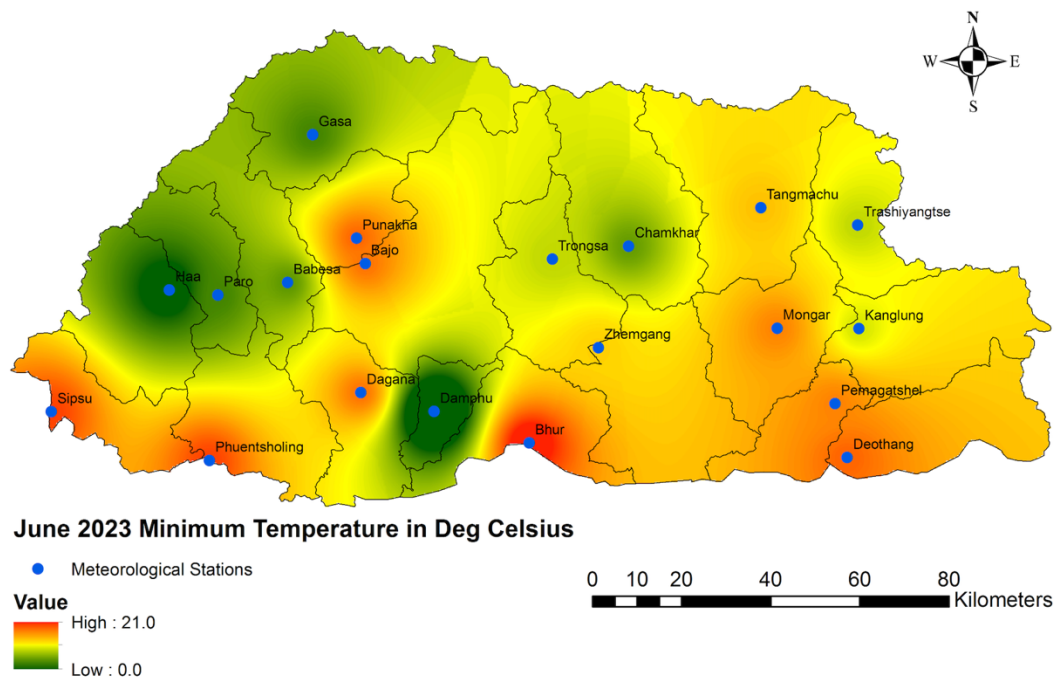 N
W E
S
Gasa
Tangmachu
Punakha
Trashiyangtse
Bajo
Trongsa
Chamkhar
Haa
Paro
Babesa
Mongar
Kanglung
Zhemgang
Dagana
Damphu
Pemagatshel
Sipsu
Phuentsholing
Bhur
Deothang
June 2023 Minimum Temperature in Deg Celsius
Meteorological Stations
Value
High : 21.0
Low : 0.0
0 10 20 40 60 80
Kilometers